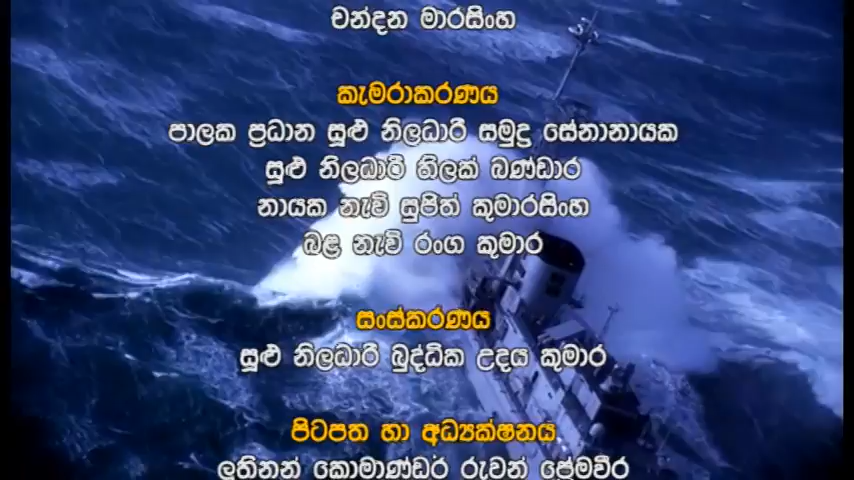 චන්දන මාරසිංහ
කැමරාකරණය
පාලක ප්‍රධාන සුළු නිලධාරී සමුද්‍ර සේනානායක
සුළු නිලධාරී තිලක් බණ්ඩාර
නායක නැවි සුජිත් කුමාරසිංහ
බළ නැවි රංග කුමාර
සංස්කරණය
සුළු නිලධාරී බුද්ධික උදය කුමාර
පිටපත හා අධ්‍යක්ෂනය
ලුතිනන් කොමාණ්ඩර් රුවන් ප්‍රේමවීර